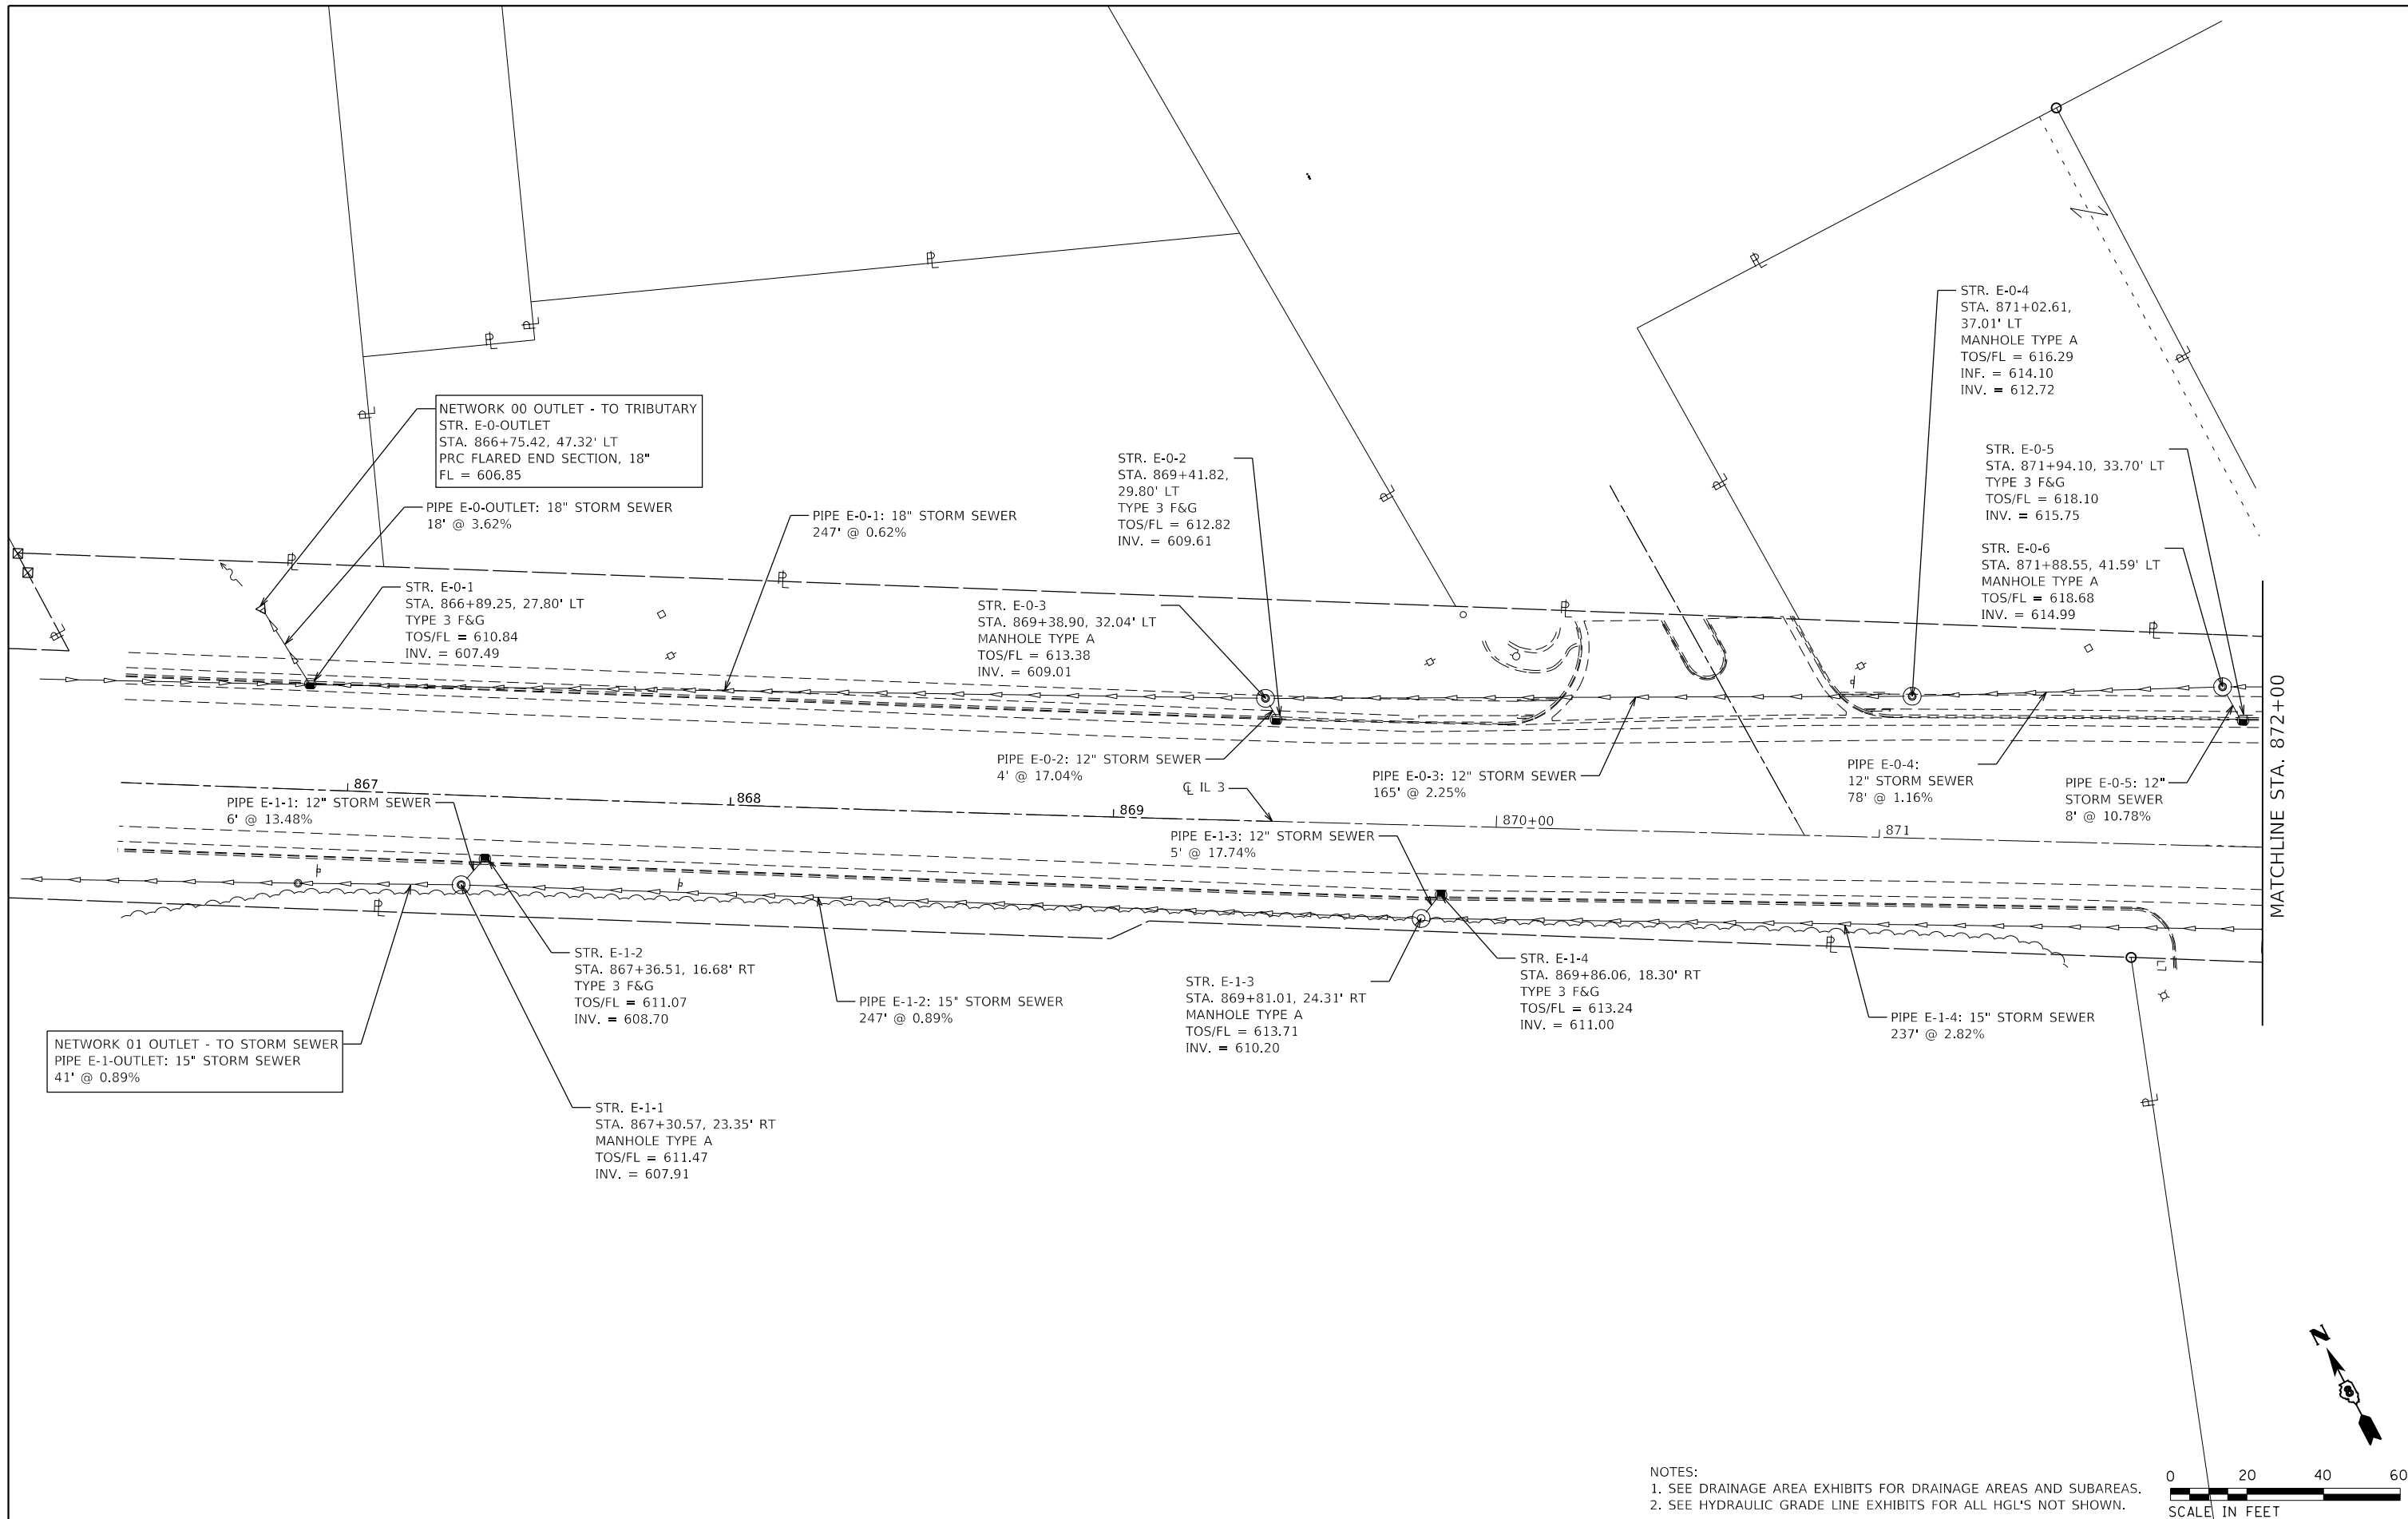 STR. E-0-4
STA. 871+02.61,
37.01' LT
MANHOLE TYPE A
TOS/FL = 616.29
INF. = 614.10
INV. = 612.72
NETWORK 00 OUTLET - TO TRIBUTARY
STR. E-0-OUTLET
STA. 866+75.42, 47.32' LT
PRC FLARED END SECTION, 18"
FL = 606.85
PIPE E-0-OUTLET: 18" STORM SEWER
18' @ 3.62%
PIPE E-0-1: 18" STORM SEWER
247' @ 0.62%
STR. E-0-2
STA. 869+41.82,
29.80' LT
TYPE 3 F&G
TOS/FL = 612.82
INV. = 609.61
STR. E-0-5
STA. 871+94.10, 33.70' LT
TYPE 3 F&G
TOS/FL = 618.10
INV. = 615.75
STR. E-0-6
STA. 871+88.55, 41.59' LT
MANHOLE TYPE A
TOS/FL = 618.68
INV. = 614.99
STR. E-0-1
STA. 866+89.25, 27.80' LT
TYPE 3 F&G
TOS/FL = 610.84
INV. = 607.49
STR. E-0-3
STA. 869+38.90, 32.04' LT
MANHOLE TYPE A
TOS/FL = 613.38
INV. = 609.01
MATCHLINE STA. 872+00
PIPE E-0-2: 12" STORM SEWER
4' @ 17.04%
PIPE E-0-3: 12" STORM SEWER
165' @ 2.25%
PIPE E-0-4:
12" STORM SEWER
78' @ 1.16%
PIPE E-0-5: 12"
STORM SEWER
8' @ 10.78%
℄ IL 3
867
868
869
870+00
871
PIPE E-1-1: 12" STORM SEWER
6' @ 13.48%
PIPE E-1-3: 12" STORM SEWER
5' @ 17.74%
STR. E-1-2
STA. 867+36.51, 16.68' RT
TYPE 3 F&G
TOS/FL = 611.07
INV. = 608.70
PIPE E-1-2: 15" STORM SEWER
247' @ 0.89%
STR. E-1-3
STA. 869+81.01, 24.31' RT
MANHOLE TYPE A
TOS/FL = 613.71
INV. = 610.20
STR. E-1-4
STA. 869+86.06, 18.30' RT
TYPE 3 F&G
TOS/FL = 613.24
INV. = 611.00
PIPE E-1-4: 15" STORM SEWER
237' @ 2.82%
NETWORK 01 OUTLET - TO STORM SEWER
PIPE E-1-OUTLET: 15" STORM SEWER
41' @ 0.89%
STR. E-1-1
STA. 867+30.57, 23.35' RT
MANHOLE TYPE A
TOS/FL = 611.47
INV. = 607.91
N
8
NOTES:
1. SEE DRAINAGE AREA EXHIBITS FOR DRAINAGE AREAS AND SUBAREAS.
2. SEE HYDRAULIC GRADE LINE EXHIBITS FOR ALL HGL'S NOT SHOWN.
0 20 40 60
SCALE IN FEET